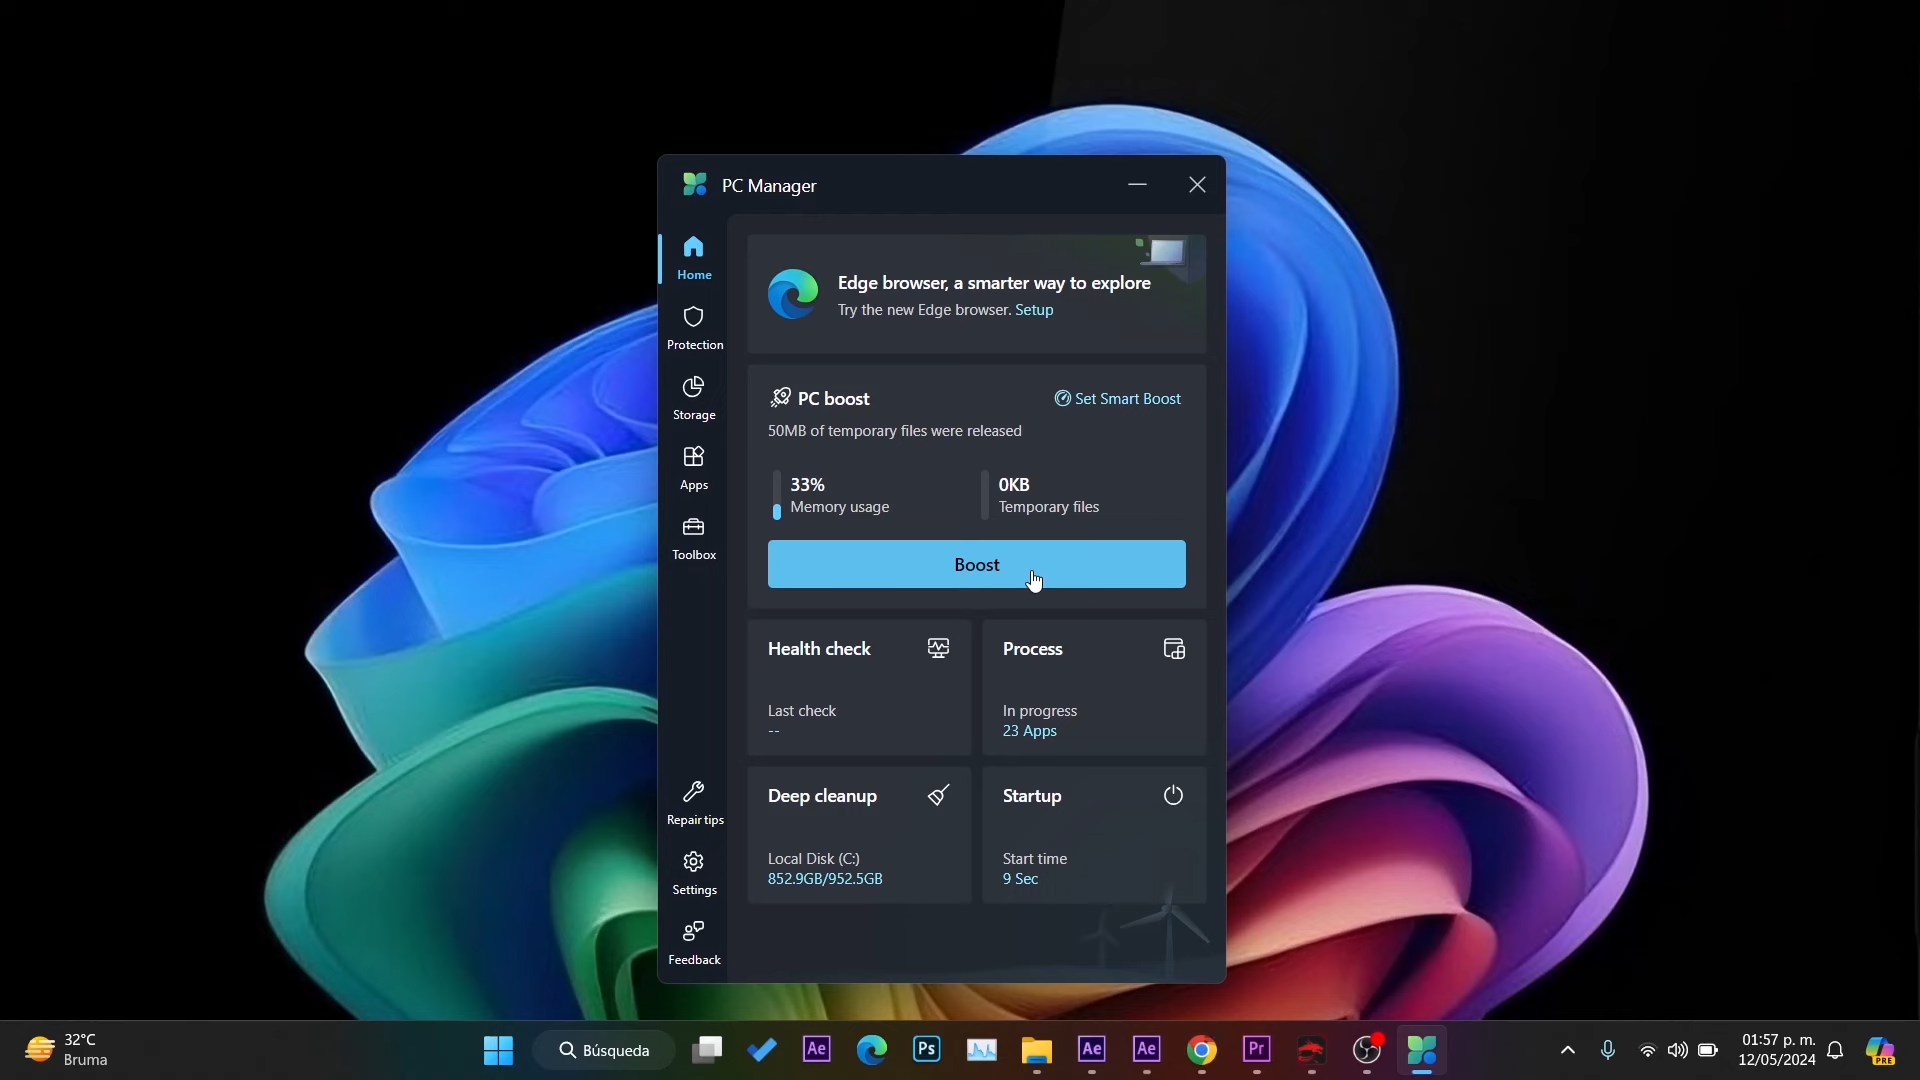 PC Manager
Home
Protection
Storage
Apps
Toolbox
Repair tips
Settings
Feedback
Edge browser, a smarter way to explore
Try the new Edge browser. Setup
PC boost
Set Smart Boost
50MB of temporary files were released
33%
Memory usage
0KB
Temporary files
Boost
Health check
Last check
--
Process
In progress
23 Apps
Deep cleanup
Local Disk (C:)
852.9GB/952.5GB
Startup
Start time
9 Sec
32°C
Bruma
Búsqueda
Ae
Ps
Ae
Ae
Pr
01:57 p. m.
12/05/2024
PRE